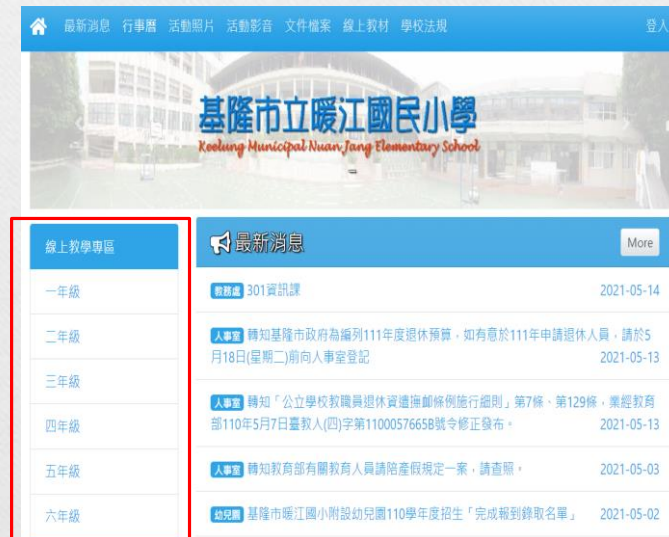 最新消息 行事曆 活動照片 活動影音 文件檔案 線上教材 學校法規 登入
基隆市立暖江國民小學
Keelung Municipal Nuan Jang Elementary School
線上教學專區
一年級
二年級
三年級
四年級
五年級
六年級
最新消息 More
教務處 301資訊課 2021-05-14
人事室 轉知基隆市政府為編列111年度退休預算，如有意於111年申請退休人員，請於5
月18日(星期二)前向人事室登記 2021-05-13
人事室 轉知「公立學校教職員退休資遣撫卹條例施行細則」第7條、第129條，業經教育
部110年5月7日臺教人(四)字第1100057665B號令修正發布。 2021-05-13
人事室 轉知教育部有關教育人員請陪產假規定一案，請查照。 2021-05-03
幼兒園 基隆市暖江國小附設幼兒園110學年度招生「完成報到錄取名單」 2021-05-02